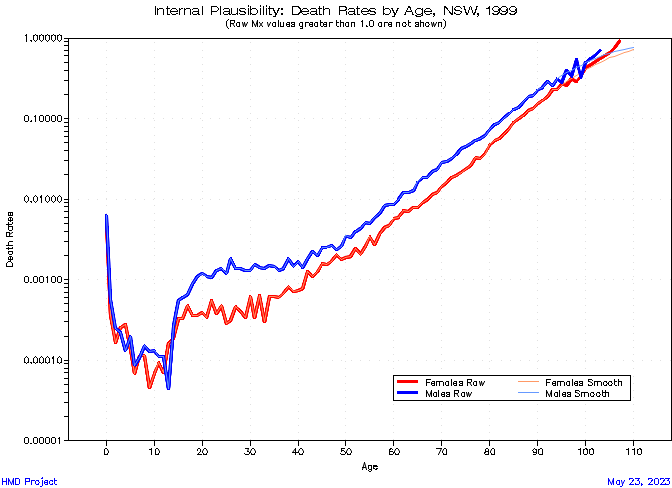 Internal Plausibility: Death Rates by Age, NSW, 1999
(Raw Mx values greater than 1.0 are not shown)
1.00000
0.10000
0.01000
0.00100
0.00010
0.00001
Death Rates
Females Raw
Females Smooth
Males Raw
Males Smooth
0 10 20 30 40 50 60 70 80 90 100 110
Age
HMD Project
May 23, 2023